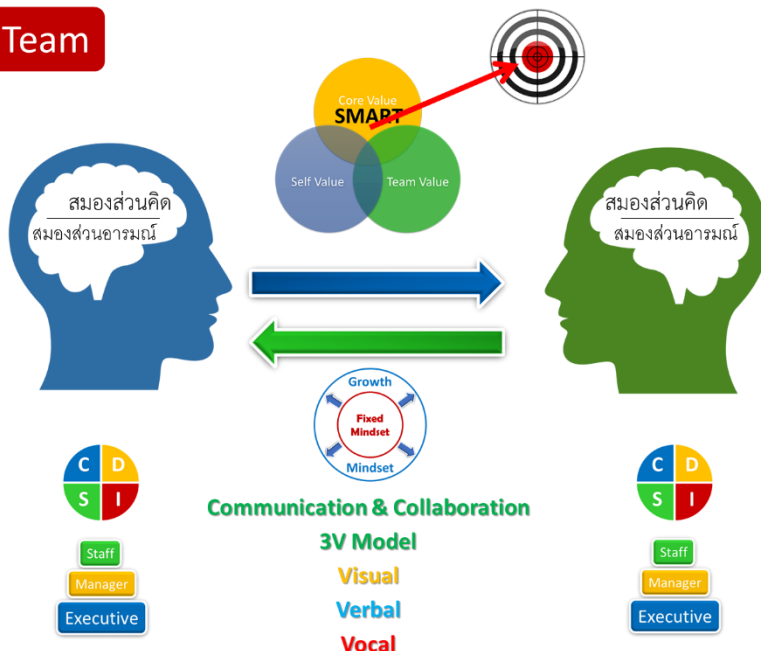 Team
Core Value
SMART
Self Value
Team Value
สมองส่วนคิด
สมองส่วนอารมณ์
สมองส่วนคิด
สมองส่วนอารมณ์
Growth
Fixed
Mindset
Mindset
C D
S I
C D
S I
Communication & Collaboration
3V Model
Visual
Verbal
Vocal
Staff
Manager
Executive
Staff
Manager
Executive